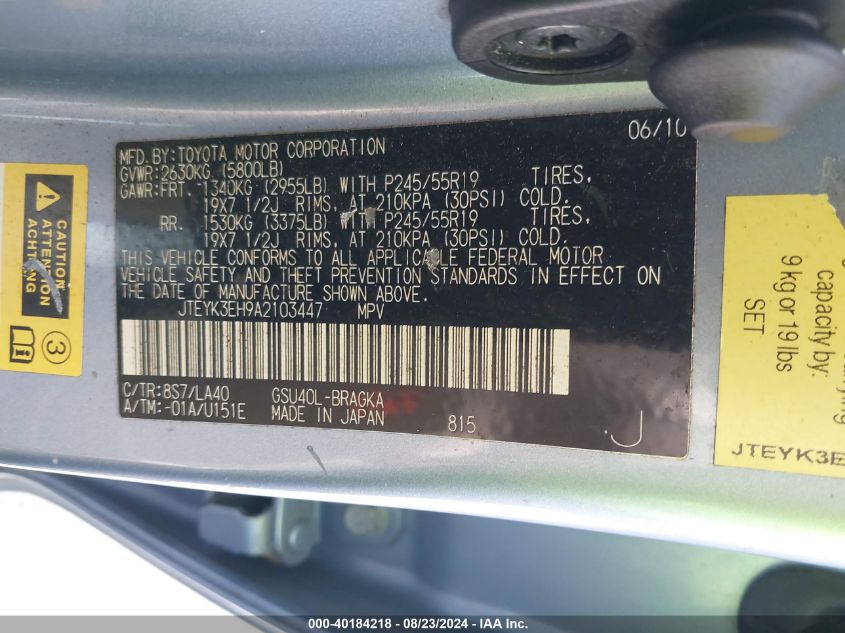 06/10
MFD.BY:TOYOTA MOTOR CORPORATION
GVWR:2630KG (5800LB)
GAWR:FRT. 1340KG (2955LB) WITH P245/55R19 TIRES,
19X7 1/2J RIMS, AT 210KPA (30PSI) COLD.
RR. 1530KG (3375LB) WITH P245/55R19 TIRES,
19X7 1/2J RIMS, AT 210KPA (30PSI) COLD.
THIS VEHICLE CONFORMS TO ALL APPLICABLE FEDERAL MOTOR
VEHICLE SAFETY AND THEFT PREVENTION STANDARDS IN EFFECT ON
THE DATE OF MANUFACTURE SHOWN ABOVE.
JTEYK3EH9A2103447 MPV
C/TR:8S7/LA40 GSU40L-BRAGKA
A/TM:-01A/U151E MADE IN JAPAN 815 J
CAUTION
ATTENTION
ACHTUNG
3
capacity by:
9 kg or 19 lbs
SET
JTEYK3E
000-40184218 - 08/23/2024 - IAA Inc.